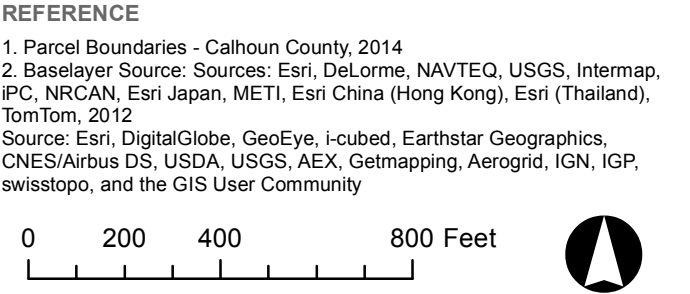 REFERENCE
1. Parcel Boundaries - Calhoun County, 2014
2. Baselayer Source: Sources: Esri, DeLorme, NAVTEQ, USGS, Intermap,
iPC, NRCAN, Esri Japan, METI, Esri China (Hong Kong), Esri (Thailand),
TomTom, 2012
Source: Esri, DigitalGlobe, GeoEye, i-cubed, Earthstar Geographics,
CNES/Airbus DS, USDA, USGS, AEX, Getmapping, Aerogrid, IGN, IGP,
swisstopo, and the GIS User Community
0 200 400 800 Feet